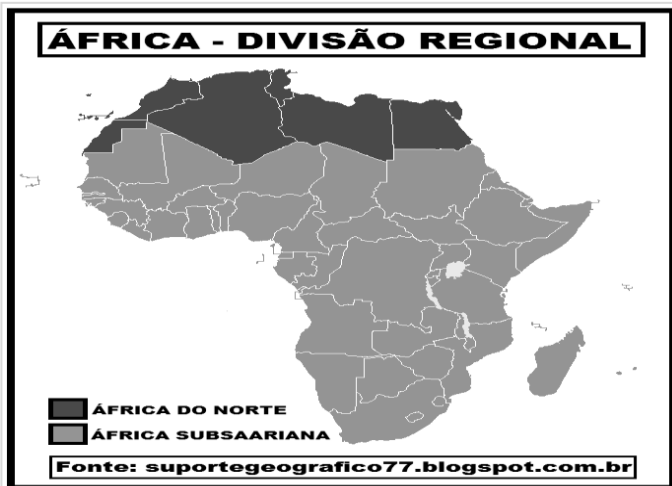 ÁFRICA - DIVISÃO REGIONAL
ÁFRICA DO NORTE
ÁFRICA SUBSAARIANA
Fonte: suportegeografico77.blogspot.com.br